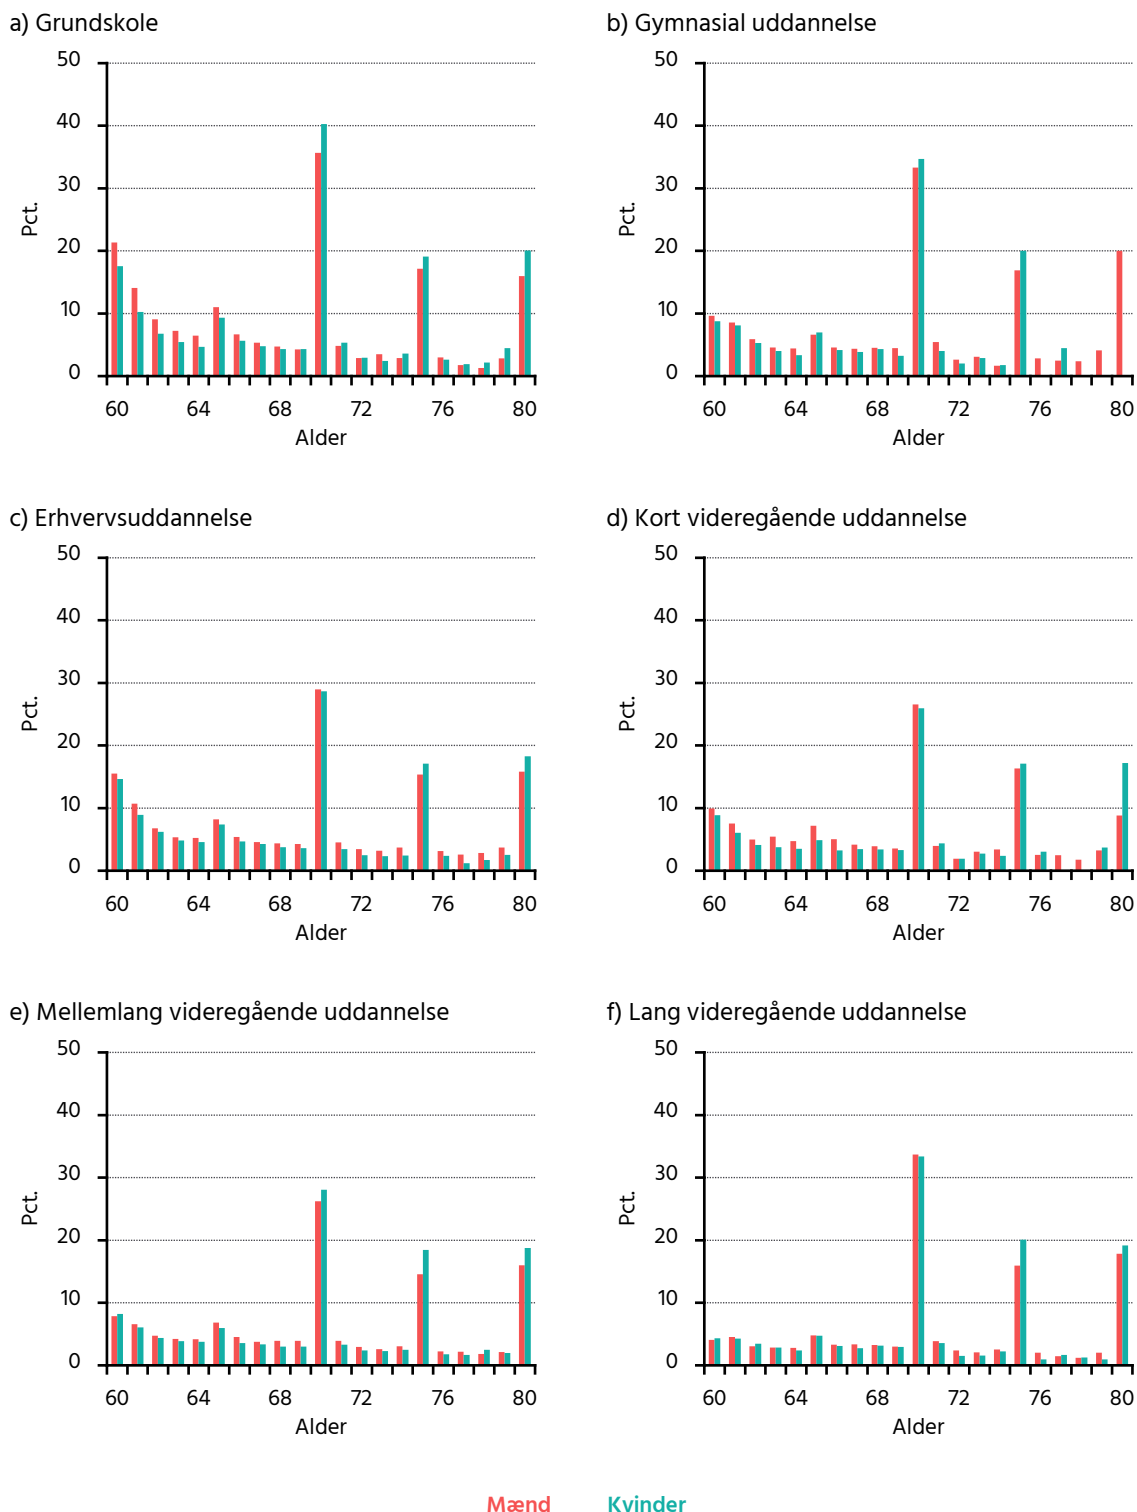 a) Grundskole
50
40
30
20
10
0
Pct.
60 64 68 72 76 80
Alder
b) Gymnasial uddannelse
50
40
30
20
10
0
Pct.
60 64 68 72 76 80
Alder
c) Erhvervsuddannelse
50
40
30
20
10
0
Pct.
60 64 68 72 76 80
Alder
d) Kort videregående uddannelse
50
40
30
20
10
0
Pct.
60 64 68 72 76 80
Alder
e) Mellemlang videregående uddannelse
50
40
30
20
10
0
Pct.
60 64 68 72 76 80
Alder
f) Lang videregående uddannelse
50
40
30
20
10
0
Pct.
60 64 68 72 76 80
Alder
Mænd Kvinder